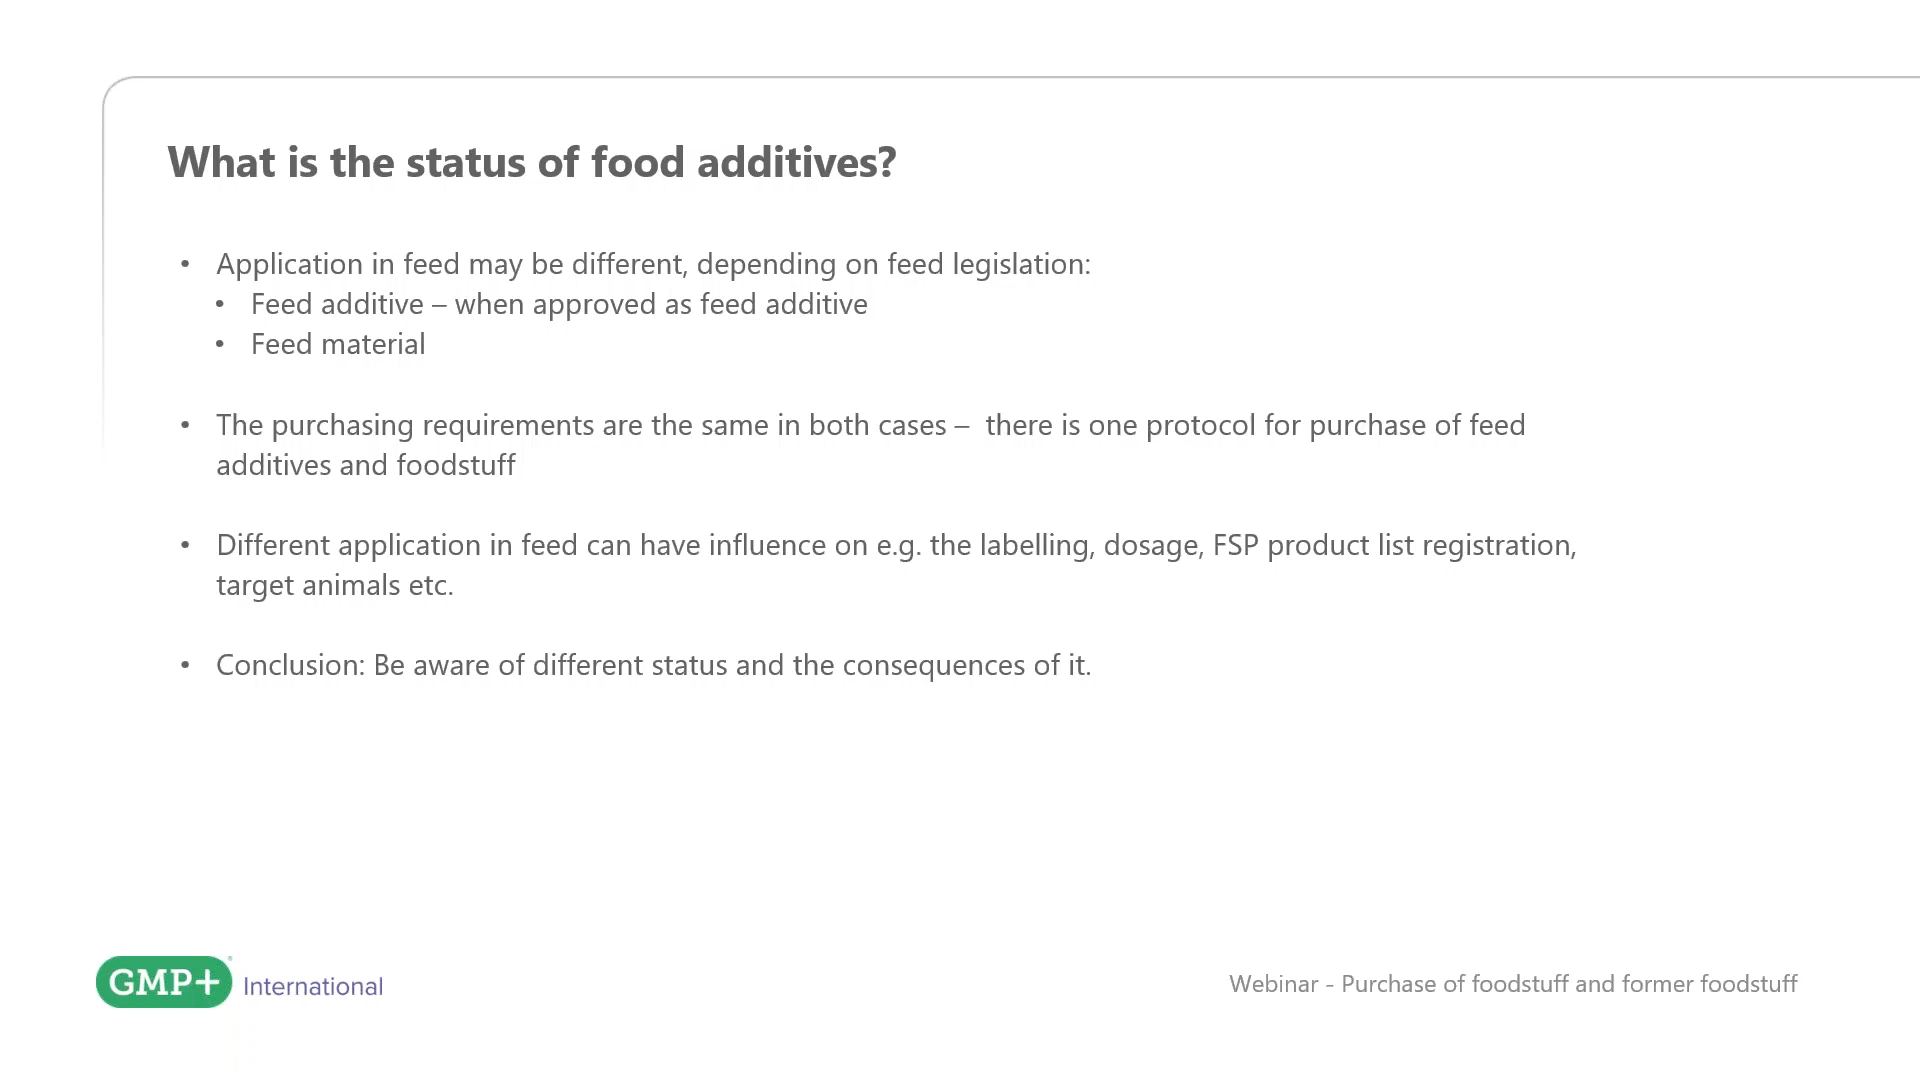 What is the status of food additives?
• Application in feed may be different, depending on feed legislation:
• Feed additive – when approved as feed additive
• Feed material
• The purchasing requirements are the same in both cases –  there is one protocol for purchase of feed
additives and foodstuff
• Different application in feed can have influence on e.g. the labelling, dosage, FSP product list registration,
target animals etc.
• Conclusion: Be aware of different status and the consequences of it.
GMP+® International
Webinar - Purchase of foodstuff and former foodstuff